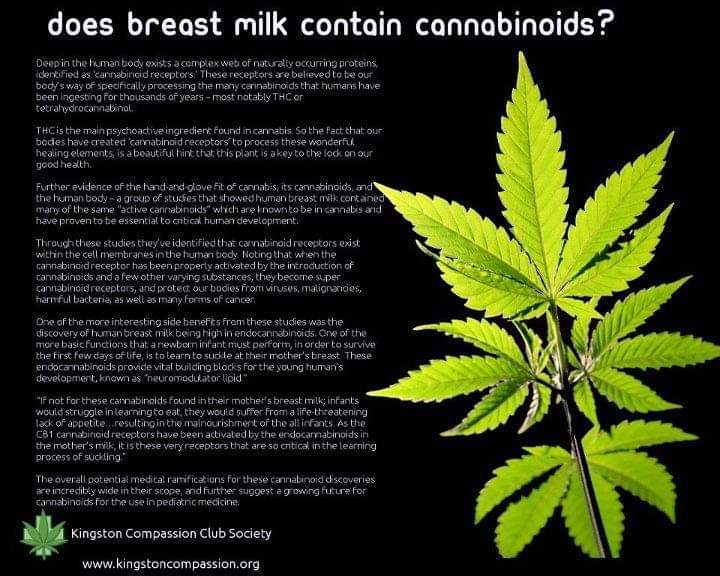 does breast milk contain cannabinoids?
Deep in the human body exists a complex web of naturally occurring proteins,
identified as 'cannabinoid receptors.' These receptors are believed to be our
body's way of specifically processing the many cannabinoids that humans have
been ingesting for thousands of years – most notably THC or
tetrahydrocannabinol.
THC is the main psychoactive ingredient found in cannabis. So the fact that our
bodies have created 'cannabinoid receptors' to process these wonderful
healing elements, is a beautiful hint that this plant is a key to the lock on our
good health.
Further evidence of the hand-and-glove fit of cannabis, its cannabinoids, and
the human body – a group of studies that showed human breast milk contained
many of the same "active cannabinoids" which are known to be in cannabis and
have proven to be essential to critical human development.
Through these studies they've identified that cannabinoid receptors exist
within the cell membranes in the human body. Noting that when the
cannabinoid receptor has been properly activated by the introduction of
cannabinoids and a few other varying substances, they become super
cannabinoid receptors, and protect our bodies from viruses, malignancies,
harmful bacteria, as well as many forms of cancer.
One of the more interesting side benefits from these studies was the
discovery of human breast milk being high in endocannabinoids. One of the
more basic functions that a newborn infant must perform, in order to survive
the first few days of life, is to learn to suckle at their mother's breast. These
endocannabinoids provide vital building blocks for the young human's
development, known as "neuromodulator lipid."
"If not for these cannabinoids found in their mother's breast milk; infants
would struggle in learning to eat, they would suffer from a life-threatening
lack of appetite...resulting in the malnourishment of the all infants. As the
CB1 cannabinoid receptors have been activated by the endocannabinoids in
the mother's milk, it is these very receptors that are so critical in the learning
process of suckling."
The overall potential medical ramifications for these cannabinoid discoveries
are incredibly wide in their scope, and further suggest a growing future for
cannabinoids for the use in pediatric medicine.
Kingston Compassion Club Society
www.kingstoncompassion.org